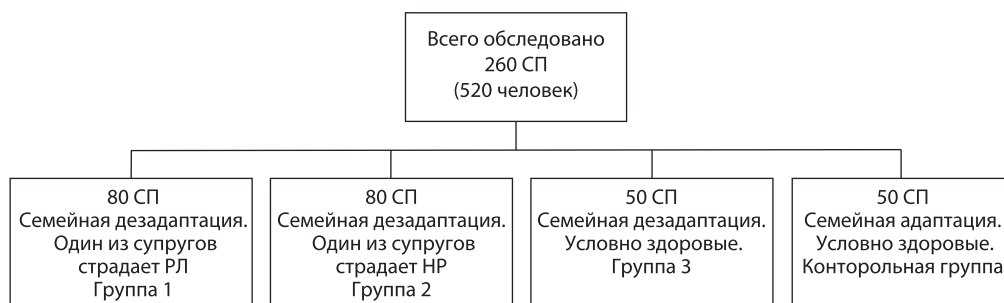 Всего обследовано
260 СП
(520 человек)
80 СП
Семейная дезадаптация.
Один из супругов
страдает РЛ
Группа 1
80 СП
Семейная дезадаптация.
Один из супругов
страдает НР
Группа 2
50 СП
Семейная дезадаптация.
Условно здоровые.
Группа 3
50 СП
Семейная адаптация.
Условно здоровые.
Конторольная группа